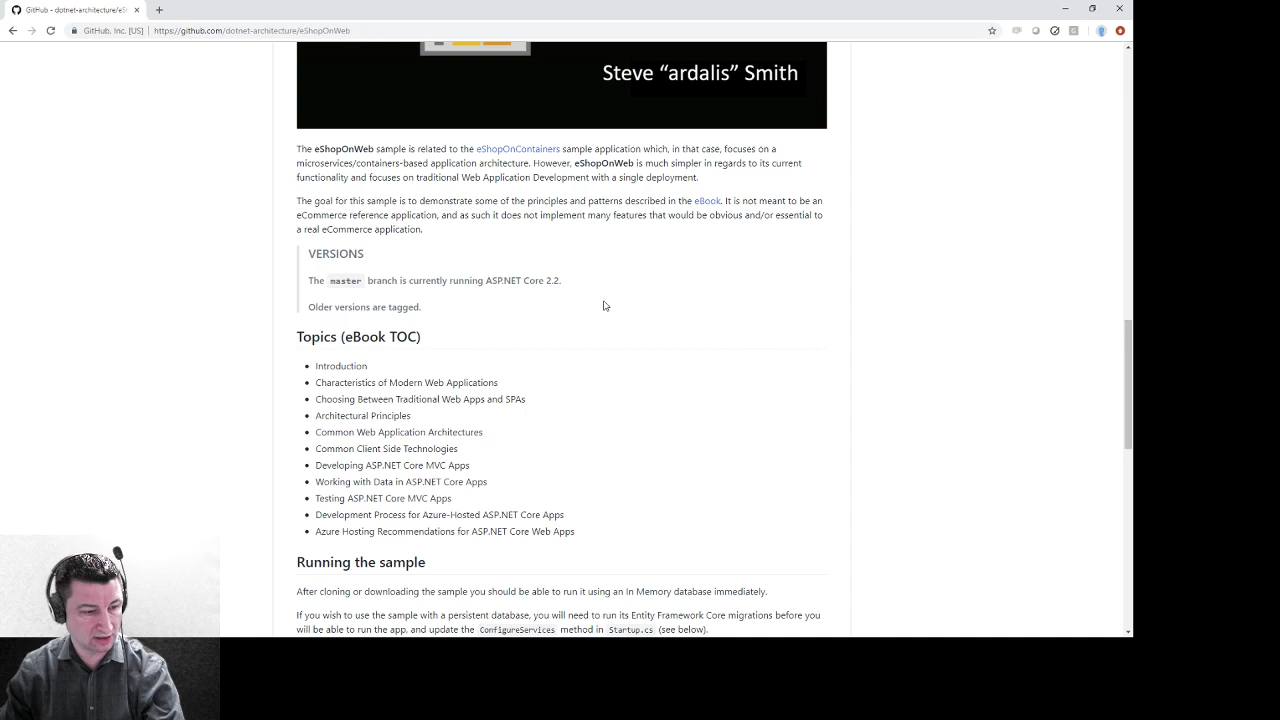 GitHub - dotnet-architecture/eS
GitHub, Inc. [US] | https://github.com/dotnet-architecture/eShopOnWeb
Steve “ardalis” Smith
The eShopOnWeb sample is related to the eShopOnContainers sample application which, in that case, focuses on a
microservices/containers-based application architecture. However, eShopOnWeb is much simpler in regards to its current
functionality and focuses on traditional Web Application Development with a single deployment.
The goal for this sample is to demonstrate some of the principles and patterns described in the eBook. It is not meant to be an
eCommerce reference application, and as such it does not implement many features that would be obvious and/or essential to
a real eCommerce application.
VERSIONS
The master branch is currently running ASP.NET Core 2.2.
Older versions are tagged.
Topics (eBook TOC)
• Introduction
• Characteristics of Modern Web Applications
• Choosing Between Traditional Web Apps and SPAs
• Architectural Principles
• Common Web Application Architectures
• Common Client Side Technologies
• Developing ASP.NET Core MVC Apps
• Working with Data in ASP.NET Core Apps
• Testing ASP.NET Core MVC Apps
• Development Process for Azure-Hosted ASP.NET Core Apps
• Azure Hosting Recommendations for ASP.NET Core Web Apps
Running the sample
After cloning or downloading the sample you should be able to run it using an In Memory database immediately.
If you wish to use the sample with a persistent database, you will need to run its Entity Framework Core migrations before you
will be able to run the app, and update the ConfigureServices method in Startup.cs (see below).